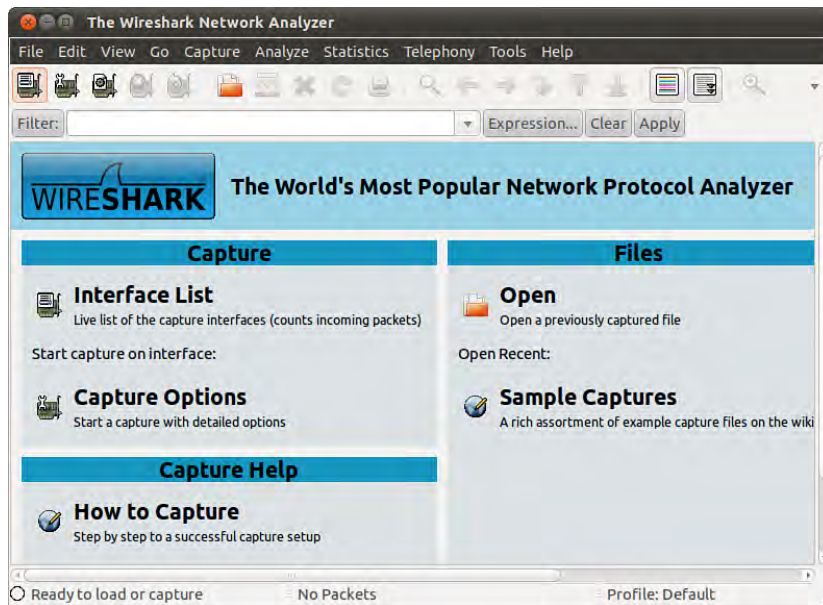 The Wireshark Network Analyzer
File Edit View Go Capture Analyze Statistics Telephony Tools Help
Filter: Expression... Clear Apply
WIRESHARK The World's Most Popular Network Protocol Analyzer
Capture
Interface List
Live list of the capture interfaces (counts incoming packets)
Start capture on interface:
Capture Options
Start a capture with detailed options
Capture Help
How to Capture
Step by step to a successful capture setup
Files
Open
Open a previously captured file
Open Recent:
Sample Captures
A rich assortment of example capture files on the wiki
Ready to load or capture No Packets Profile: Default